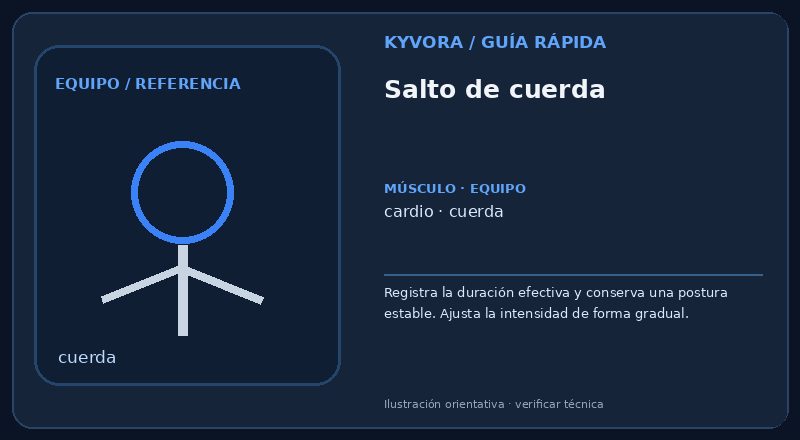 EQUIPO / REFERENCIA
cuerda
KYVORA / GUÍA RÁPIDA
Salto de cuerda
MÚSCULO · EQUIPO
cardio · cuerda
Registra la duración efectiva y conserva una postura
estable. Ajusta la intensidad de forma gradual.
Ilustración orientativa · verificar técnica